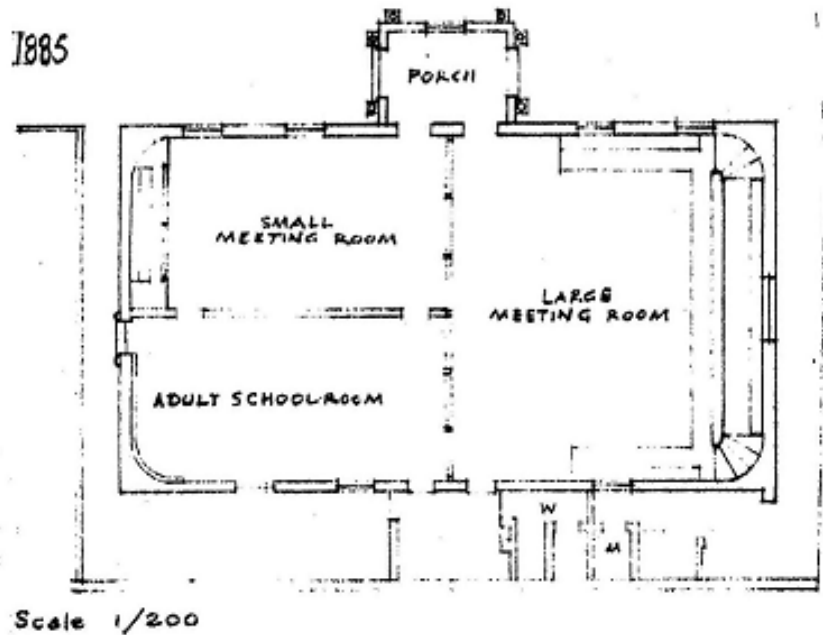 1885
PORCH
SMALL
MEETING ROOM
LARGE
MEETING ROOM
ADULT SCHOOL-ROOM
W
M
Scale 1/200